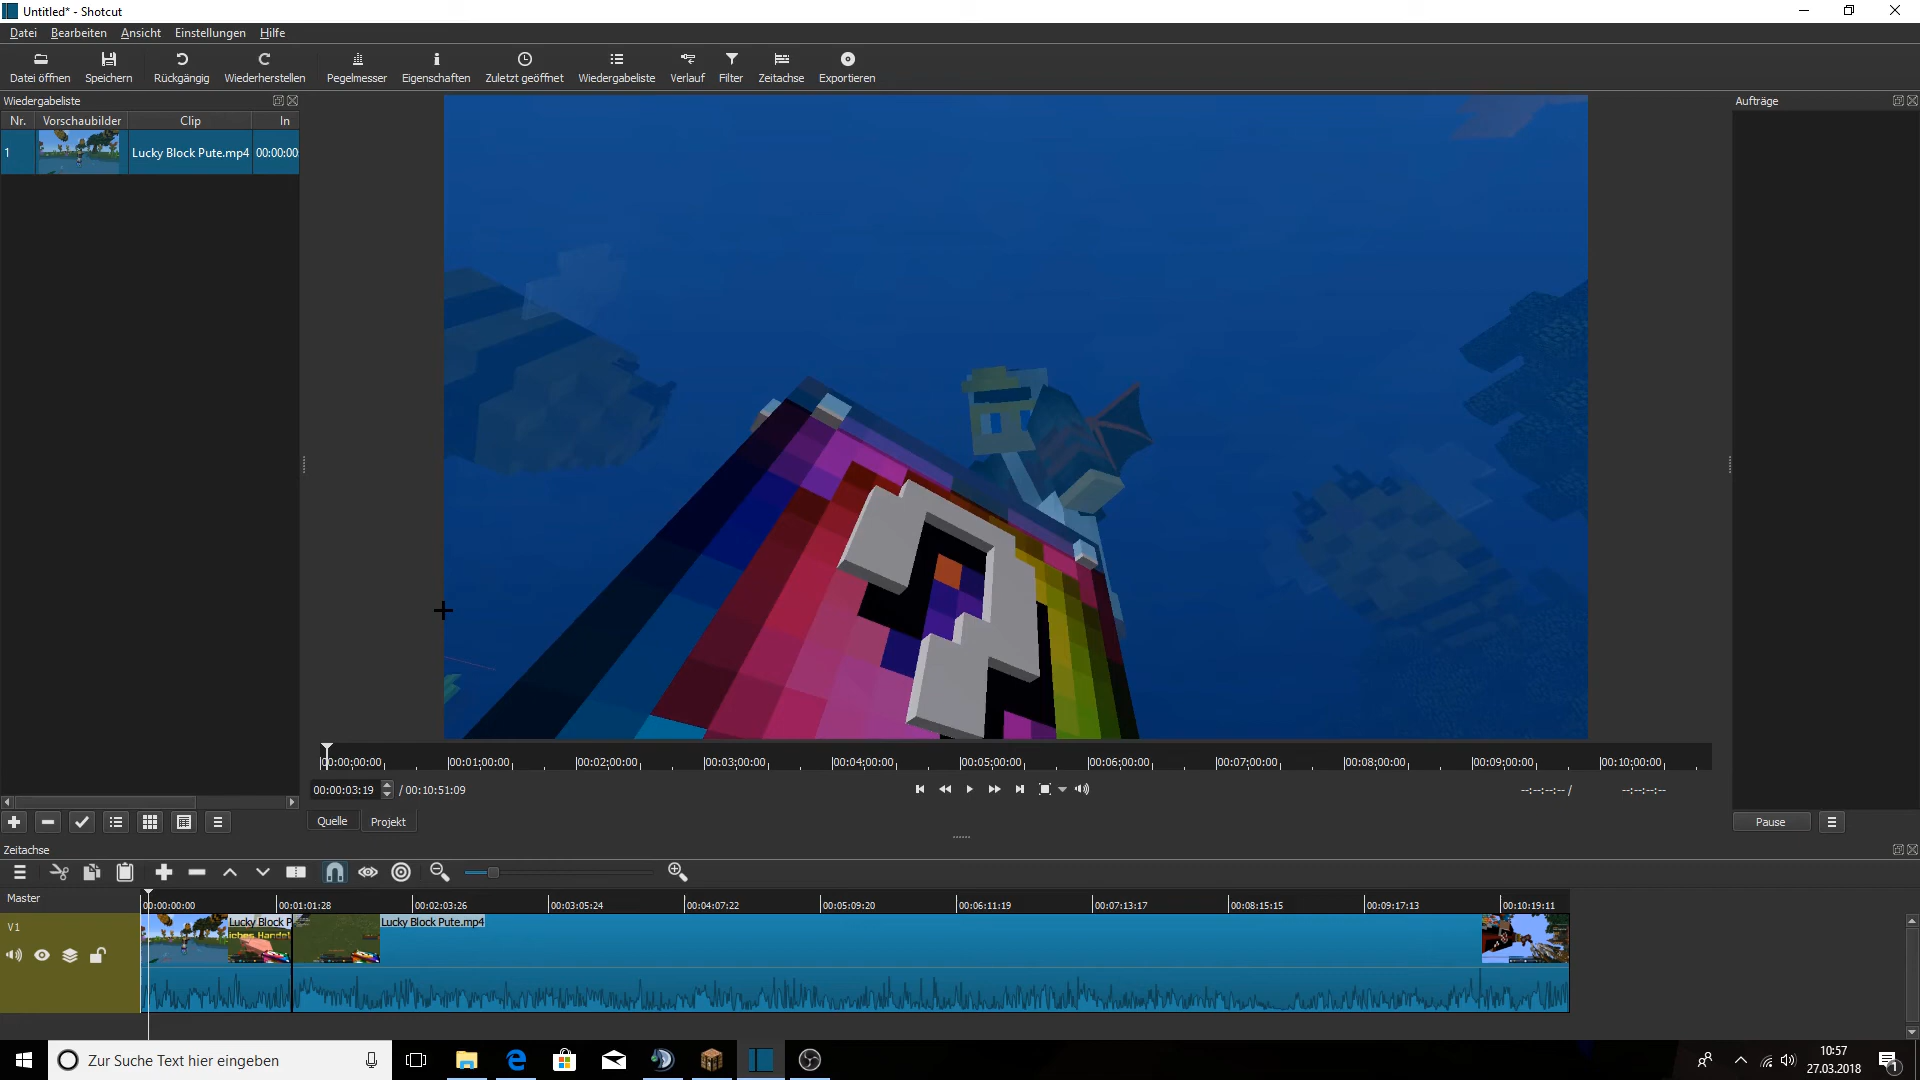 Untitled* - Shotcut
Datei Bearbeiten Ansicht Einstellungen Hilfe
Datei öffnen Speichern Rückgängig Wiederherstellen Pegelmesser Eigenschaften Zuletzt geöffnet Wiedergabeliste Verlauf Filter Zeitachse Exportieren
Wiedergabeliste
Aufträge
Nr. Vorschaubilder Clip In
1 Lucky Block Pute.mp4 00:00:00
00:00:00:00 00:01:00:00 00:02:00:00 00:03:00:00 00:04:00:00 00:05:00:00 00:06:00:00 00:07:00:00 00:08:00:00 00:09:00:00 00:10:00:00
00:00:03:19 / 00:10:51:09
--:--:--:-- / --:--:--:--
Quelle Projekt
Pause
Zeitachse
Master
00:00:00:00 00:01:01:28 00:02:03:26 00:03:05:24 00:04:07:22 00:05:09:20 00:06:11:19 00:07:13:17 00:08:15:15 00:09:17:13 00:10:19:11
V1
Lucky Block P
Lucky Block Pute.mp4
iches Handel
Zur Suche Text hier eingeben
10:57
27.03.2018
1